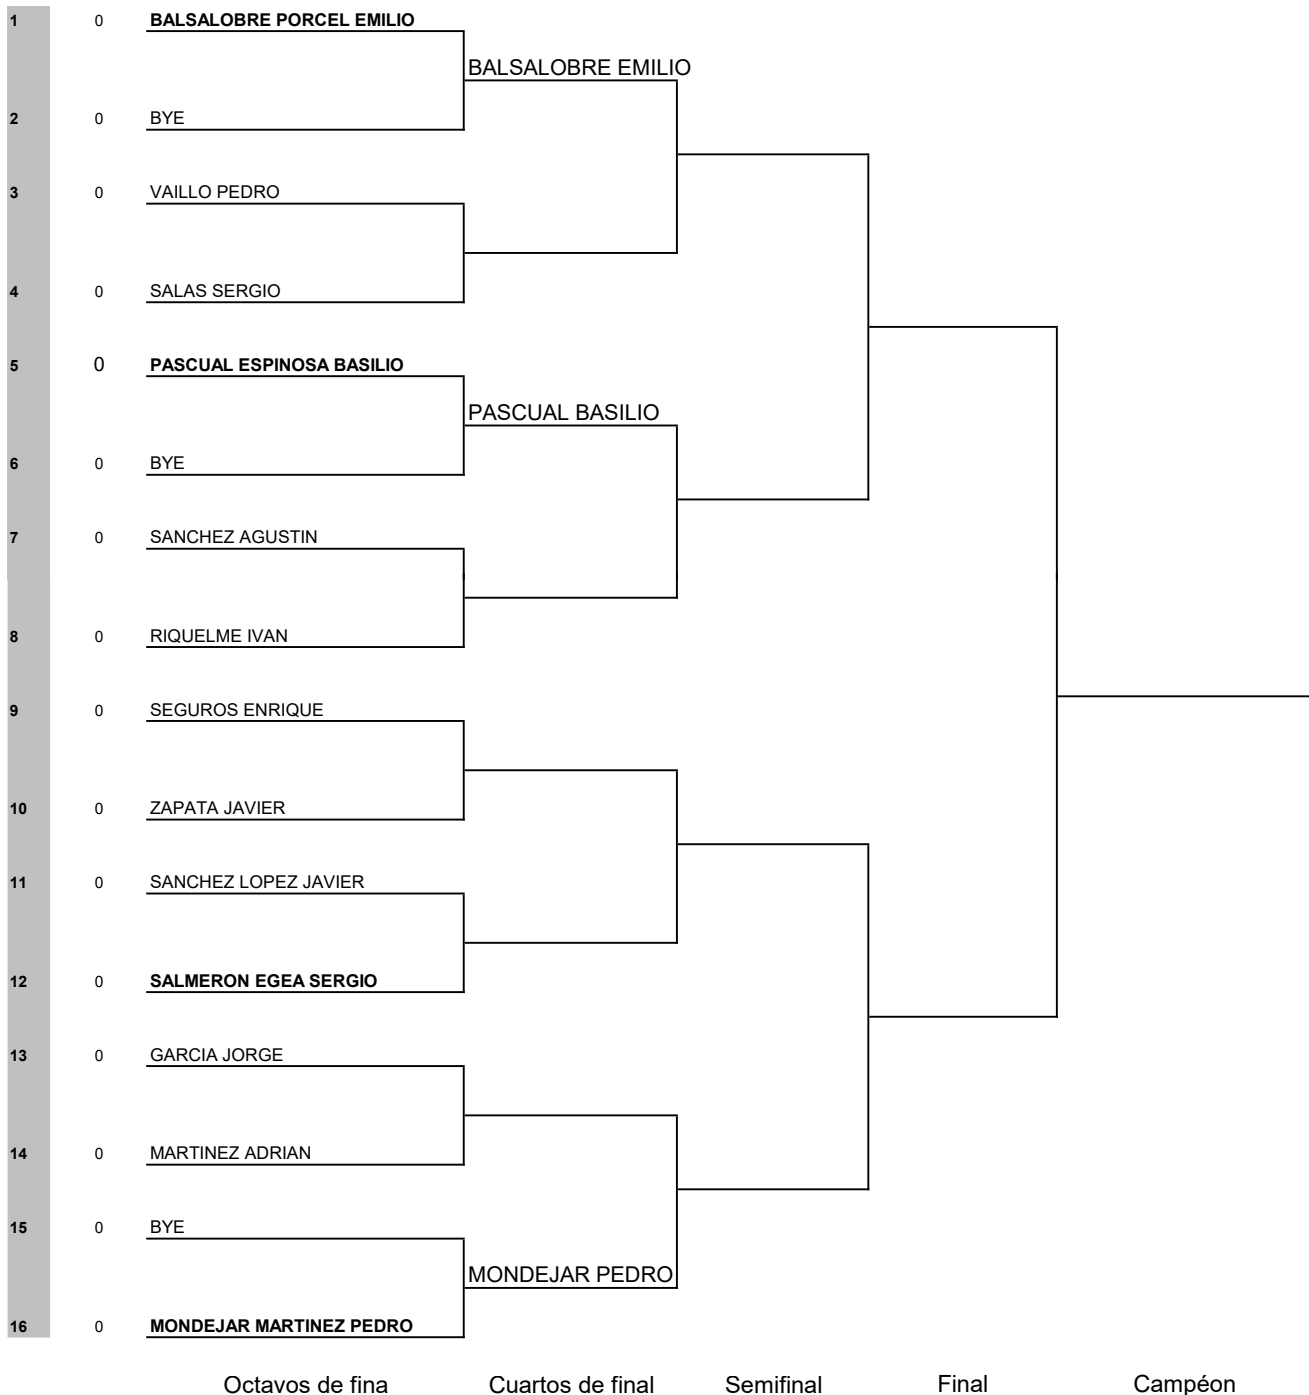 1 0 BALSALOBRE PORCEL EMILIO
BALSALOBRE EMILIO
2 0 BYE
3 0 VAILLO PEDRO
4 0 SALAS SERGIO
5 0 PASCUAL ESPINOSA BASILIO
PASCUAL BASILIO
6 0 BYE
7 0 SANCHEZ AGUSTIN
8 0 RIQUELME IVAN
9 0 SEGUROS ENRIQUE
10 0 ZAPATA JAVIER
11 0 SANCHEZ LOPEZ JAVIER
12 0 SALMERON EGEA SERGIO
13 0 GARCIA JORGE
14 0 MARTINEZ ADRIAN
15 0 BYE
MONDEJAR PEDRO
16 0 MONDEJAR MARTINEZ PEDRO
Octavos de fina Cuartos de final Semifinal Final Campéon